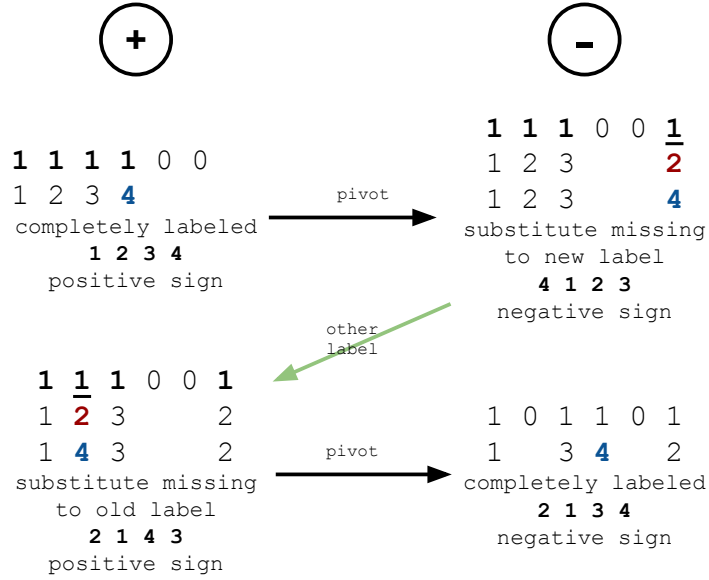 +
-
1 1 1 1 0 0
1 2 3 4
completely labeled
1 2 3 4
positive sign
pivot
1 1 1 0 0 1
1 2 3 2
1 2 3 4
substitute missing
to new label
4 1 2 3
negative sign
other
label
1 1 1 0 0 1
1 2 3 2
1 4 3 2
substitute missing
to old label
2 1 4 3
positive sign
pivot
1 0 1 1 0 1
1 3 4 2
completely labeled
2 1 3 4
negative sign